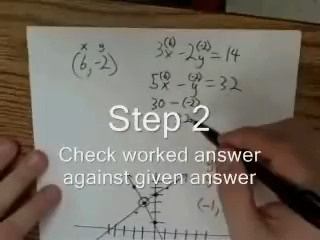 x y
(6,-2)
3x(6) - 2y(-2) = 14
5x(6) - y(-2) = 32
30 - (-2)
Step 2
Check worked answer
against given answer
(-1,